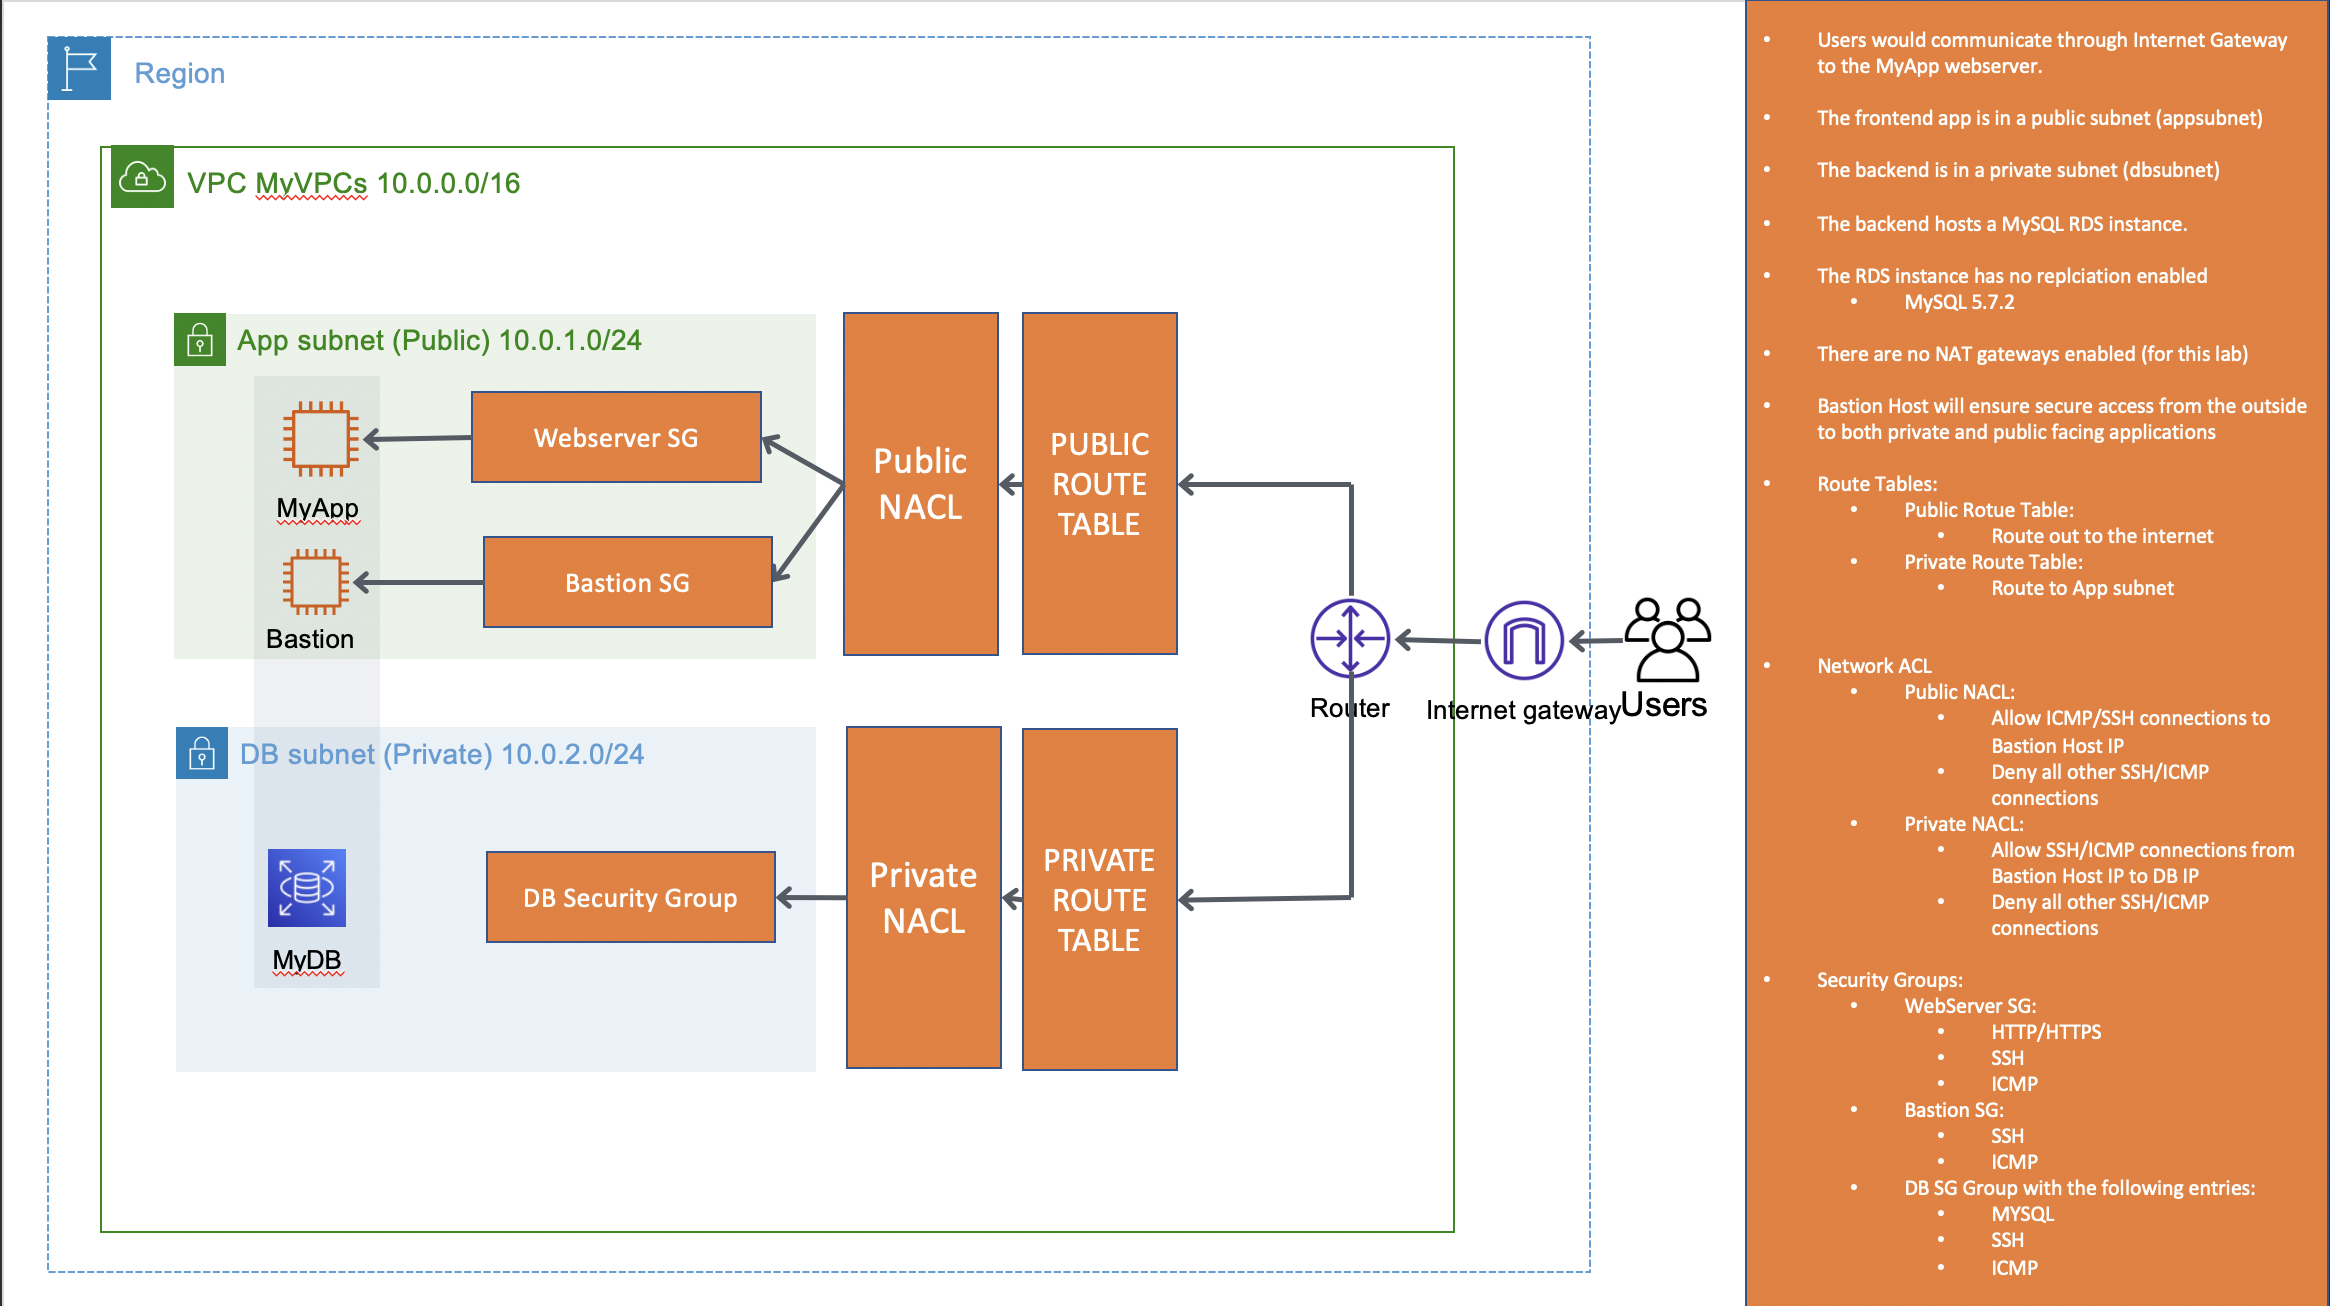 Region
VPC MyVPCs 10.0.0.0/16
App subnet (Public) 10.0.1.0/24
Webserver SG
MyApp
Bastion SG
Bastion
Public
NACL
PUBLIC
ROUTE
TABLE
Router
Internet gateway
Users
DB subnet (Private) 10.0.2.0/24
DB Security Group
MyDB
Private
NACL
PRIVATE
ROUTE
TABLE
• Users would communicate through Internet Gateway
to the MyApp webserver.
• The frontend app is in a public subnet (appsubnet)
• The backend is in a private subnet (dbsubnet)
• The backend hosts a MySQL RDS instance.
• The RDS instance has no replciation enabled
• MySQL 5.7.2
• There are no NAT gateways enabled (for this lab)
• Bastion Host will ensure secure access from the outside
to both private and public facing applications
• Route Tables:
• Public Rotue Table:
• Route out to the internet
• Private Route Table:
• Route to App subnet
• Network ACL
• Public NACL:
• Allow ICMP/SSH connections to
Bastion Host IP
• Deny all other SSH/ICMP
connections
• Private NACL:
• Allow SSH/ICMP connections from
Bastion Host IP to DB IP
• Deny all other SSH/ICMP
connections
• Security Groups:
• WebServer SG:
• HTTP/HTTPS
• SSH
• ICMP
• Bastion SG:
• SSH
• ICMP
• DB SG Group with the following entries:
• MYSQL
• SSH
• ICMP